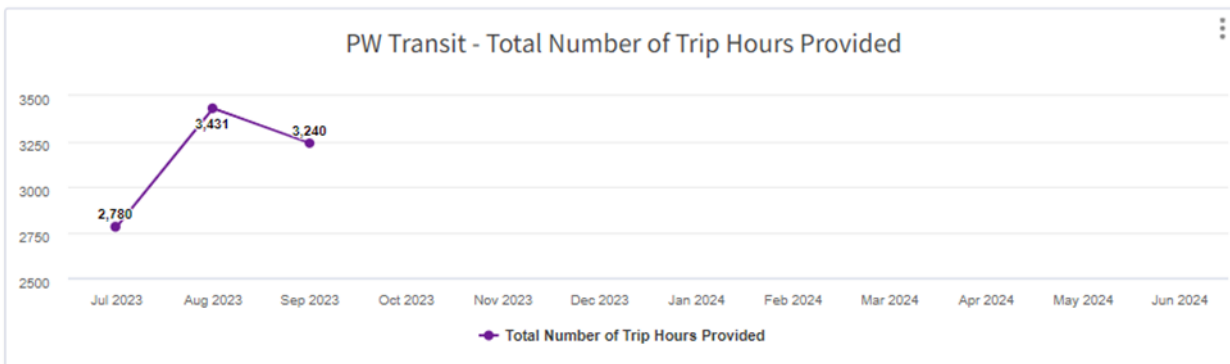 PW Transit - Total Number of Trip Hours Provided
3500
3,431
3,240
3250
3000
2,780
2750
2500
Jul 2023 Aug 2023 Sep 2023 Oct 2023 Nov 2023 Dec 2023 Jan 2024 Feb 2024 Mar 2024 Apr 2024 May 2024 Jun 2024
Total Number of Trip Hours Provided